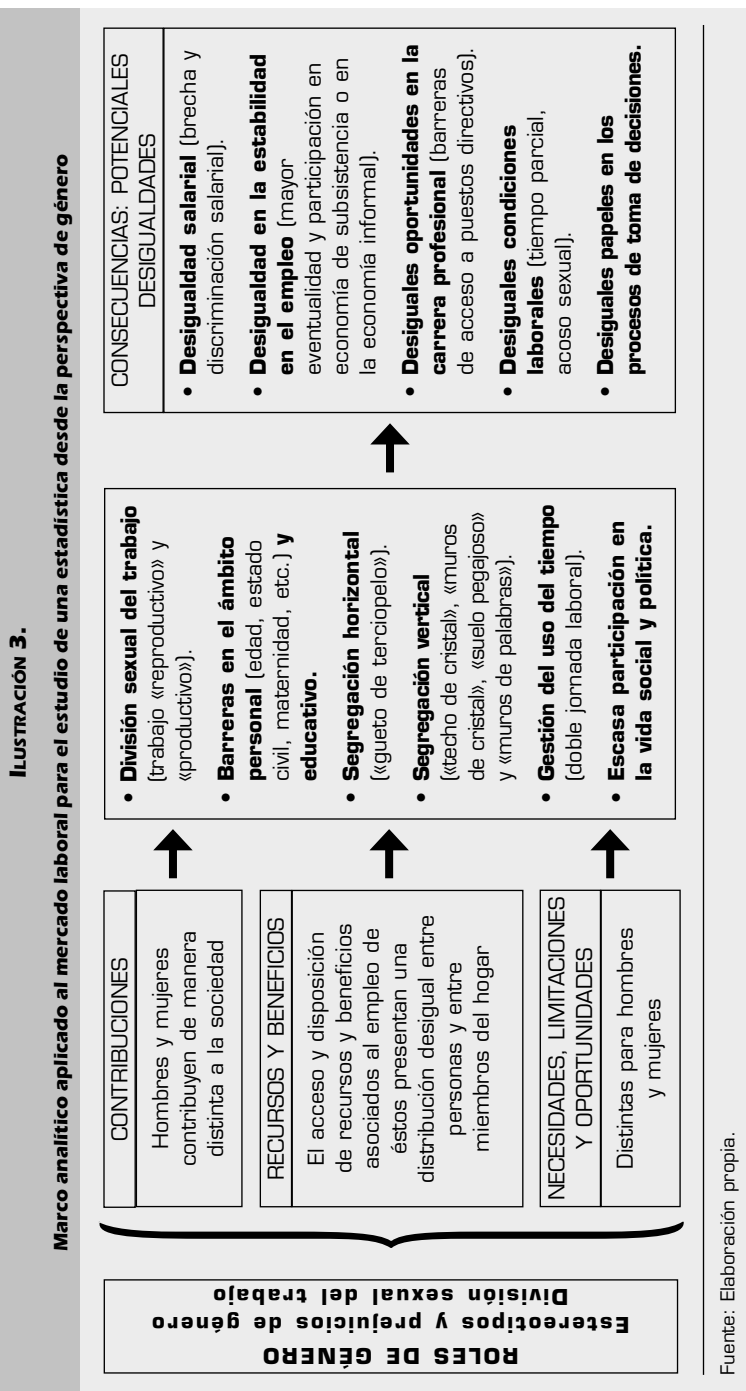 ILUSTRACIÓN 3.
Marco analítico aplicado al mercado laboral para el estudio de una estadística desde la perspectiva de género
ROLES DE GÉNERO
Estereotipos y prejuicios de género
División sexual del trabajo
CONTRIBUCIONES
Hombres y mujeres
contribuyen de manera
distinta a la sociedad
RECURSOS Y BENEFICIOS
El acceso y disposición
de recursos y beneficios
asociados al empleo de
éstos presentan una
distribución desigual entre
personas y entre
miembros del hogar
NECESIDADES, LIMITACIONES
Y OPORTUNIDADES
Distintas para hombres
y mujeres
• División sexual del trabajo
(trabajo «reproductivo» y
«productivo»).
• Barreras en el ámbito
personal (edad, estado
civil, maternidad, etc.) y
educativo.
• Segregación horizontal
(«gueto de terciopelo»).
• Segregación vertical
(«techo de cristal», «muros
de cristal», «suelo pegajoso»
y «muros de palabras»).
• Gestión del uso del tiempo
(doble jornada laboral).
• Escasa participación en
la vida social y política.
CONSECUENCIAS: POTENCIALES
DESIGUALDADES
• Desigualdad salarial (brecha y
discriminación salarial).
• Desigualdad en la estabilidad
en el empleo (mayor
eventualidad y participación en
economía de subsistencia o en
la economía informal).
• Desiguales oportunidades en la
carrera profesional (barreras
de acceso a puestos directivos).
• Desiguales condiciones
laborales (tiempo parcial,
acoso sexual).
• Desiguales papeles en los
procesos de toma de decisiones.
Fuente: Elaboración propia.